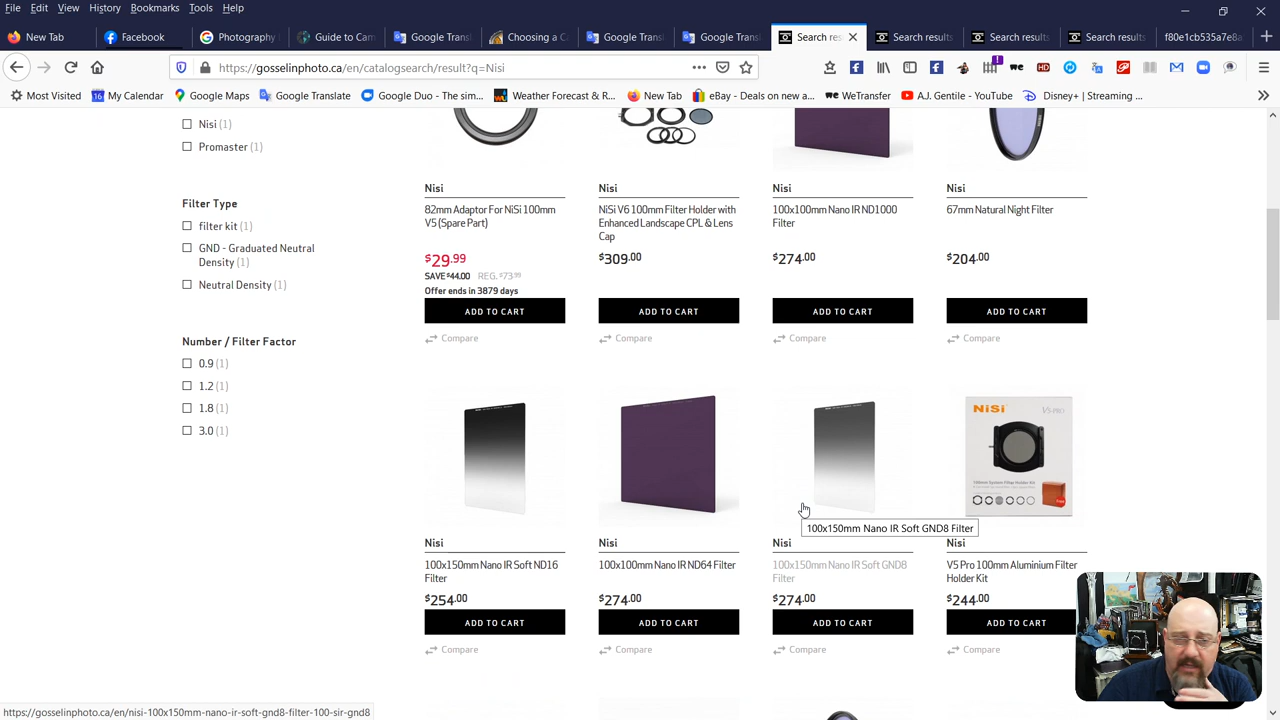 File Edit View History Bookmarks Tools Help
New Tab
Facebook
Photography
Guide to Cam
Google Trans
Choosing a C
Google Trans
Google Trans
Search res
Search results
Search results
Search results
f80e1cb535a7e8a
https://gosselinphoto.ca/en/catalogsearch/result?q=Nisi
Most Visited
My Calendar
Google Maps
Google Translate
Google Duo - The sim...
Weather Forecast & R...
New Tab
eBay - Deals on new a...
WeTransfer
A.J. Gentile - YouTube
Disney+ | Streaming ...
Nisi (1)
Promaster (1)
Filter Type
filter kit (1)
GND - Graduated Neutral
Density (1)
Neutral Density (1)
Number / Filter Factor
0.9 (1)
1.2 (1)
1.8 (1)
3.0 (1)
Nisi
82mm Adaptor For NiSi 100mm
V5 (Spare Part)
$29.99
SAVE $44.00 REG. $73.99
Offer ends in 3879 days
ADD TO CART
Compare
Nisi
NiSi V6 100mm Filter Holder with
Enhanced Landscape CPL & Lens
Cap
$309.00
ADD TO CART
Compare
Nisi
100x100mm Nano IR ND1000
Filter
$274.00
ADD TO CART
Compare
Nisi
67mm Natural Night Filter
$204.00
ADD TO CART
Compare
Nisi
100x150mm Nano IR Soft ND16
Filter
$254.00
ADD TO CART
Compare
Nisi
100x100mm Nano IR ND64 Filter
$274.00
ADD TO CART
Compare
100x150mm Nano IR Soft GND8 Filter
Nisi
100x150mm Nano IR Soft GND8
Filter
$274.00
ADD TO CART
Compare
NiSi V5 PRO
Nisi
V5 Pro 100mm Aluminium Filter
Holder Kit
$244.00
ADD TO CART
Compare
https://gosselinphoto.ca/en/nisi-100x150mm-nano-ir-soft-gnd8-filter-100-sir-gnd8